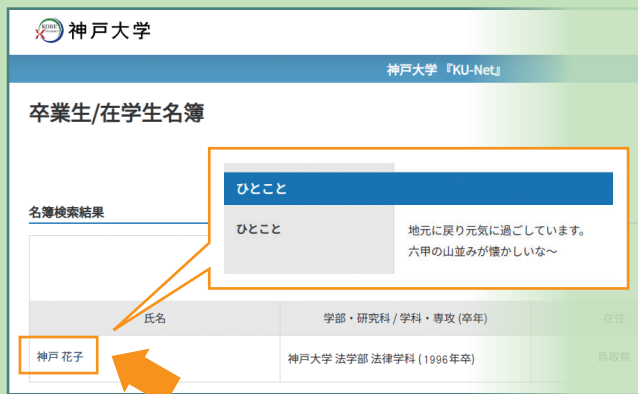 KOBE
神戸大学
神戸大学 『KU-Net』
卒業生/在学生名簿
ひとこと
ひとこと
地元に戻り元気に過ごしています。
六甲の山並みが懐かしいな〜
名簿検索結果
氏名
学部・研究科 / 学科・専攻 (卒年)
在住
神戸 花子
神戸大学 法学部 法律学科 ( 1996年卒)
鳥取県